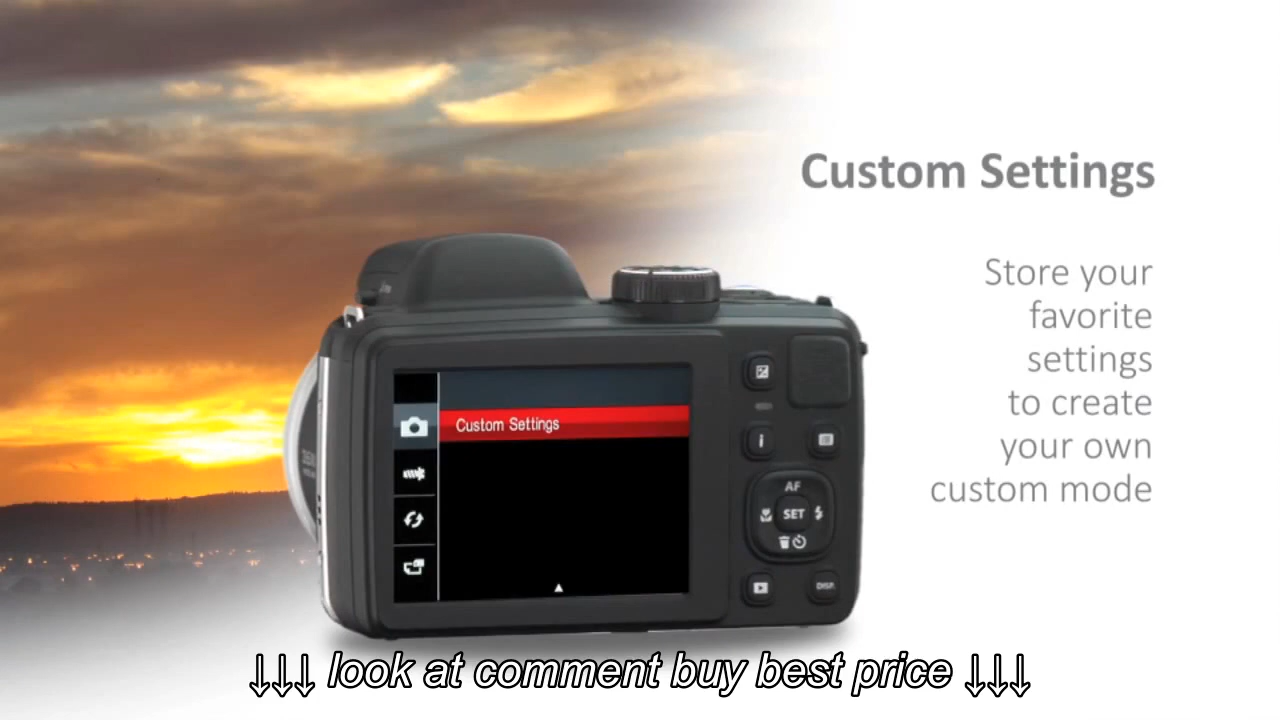 Custom Settings
Store your
favorite
settings
to create
your own
custom mode
Custom Settings
AF
SET
i
DISP.
↓↓↓ look at comment buy best price ↓↓↓